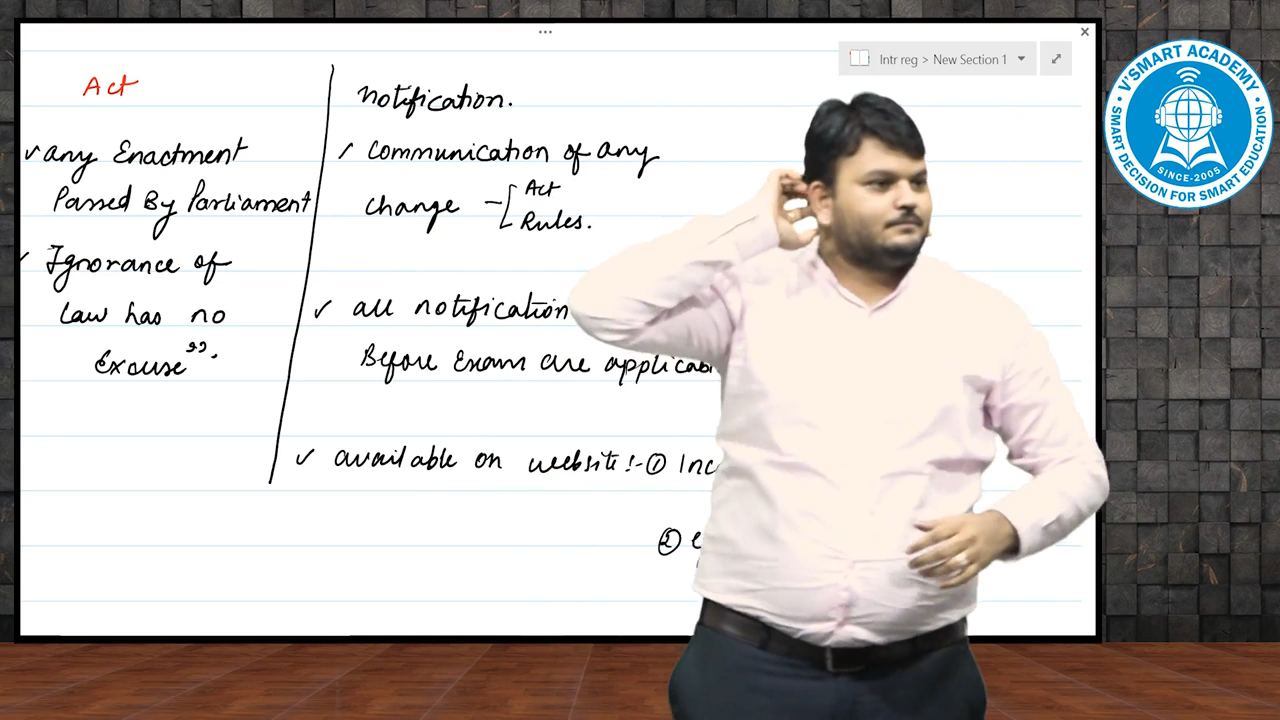 Intr reg > New Section 1
Act
✓ any Enactment
Passed By Parliament
✓ Ignorance of
Law has no
Excuse”.
notification.
✓ Communication of any
change - Act
Rules.
✓ all notification
Before Exams are applicab
✓ available on website:- ① Inc
②
V'SMART ACADEMY
SINCE-2005
SMART DECISION FOR SMART EDUCATION